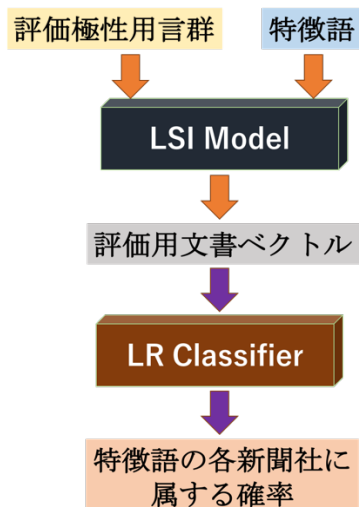 評価極性用言群
特徴語
LSI Model
評価用文書ベクトル
LR Classifier
特徴語の各新聞社に
属する確率